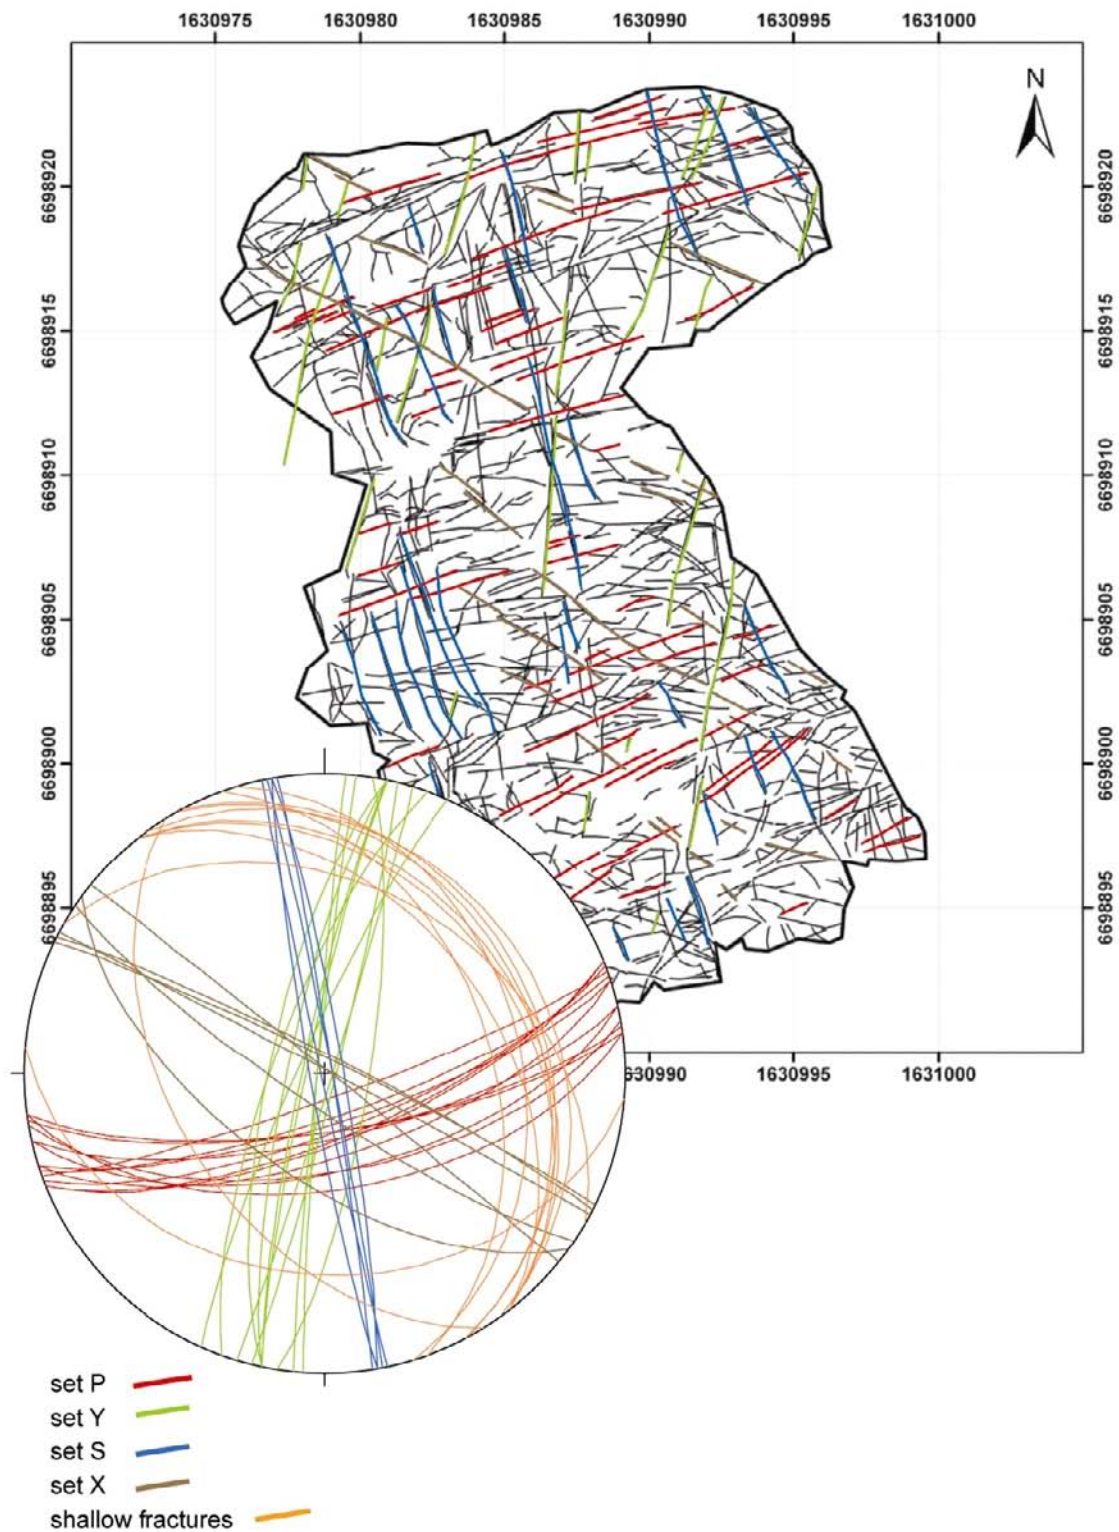 1630975 1630980 1630985 1630990 1630995 1631000
N
6698920 6698920
6698915 6698915
6698910 6698910
6698905 6698905
6698900 6698900
6698895 6698895
630990 1630995 1631000
set P
set Y
set S
set X
shallow fractures